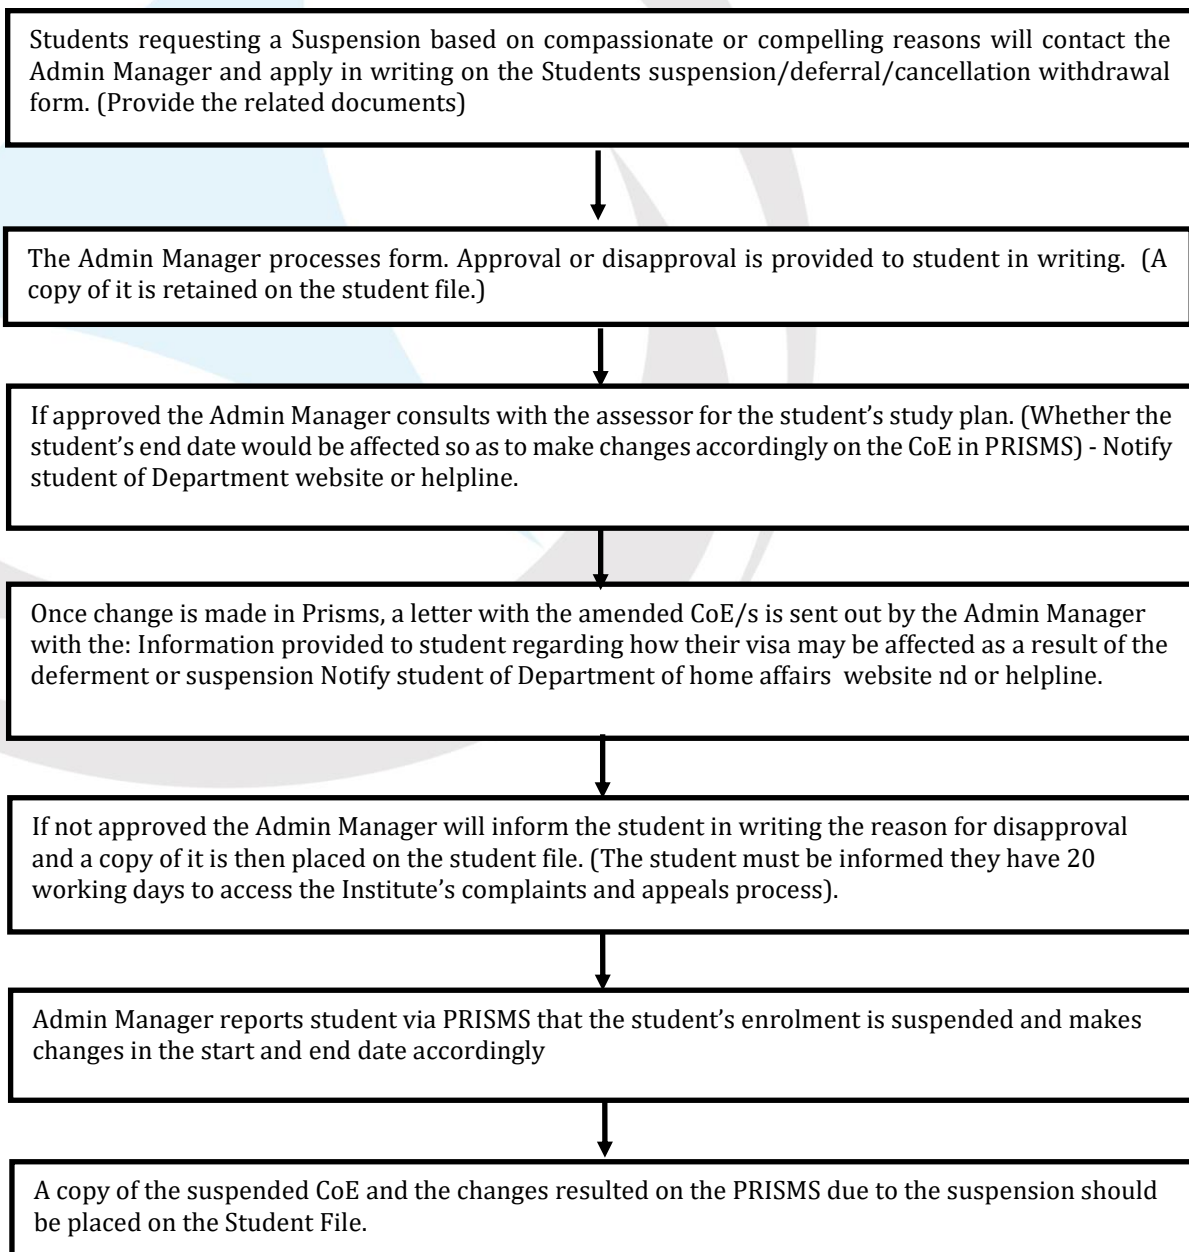 Students requesting a Suspension based on compassionate or compelling reasons will contact the
Admin Manager and apply in writing on the Students suspension/deferral/cancellation withdrawal
form. (Provide the related documents)
The Admin Manager processes form. Approval or disapproval is provided to student in writing. (A
copy of it is retained on the student file.)
If approved the Admin Manager consults with the assessor for the student’s study plan. (Whether the
student’s end date would be affected so as to make changes accordingly on the CoE in PRISMS) - Notify
student of Department website or helpline.
Once change is made in Prisms, a letter with the amended CoE/s is sent out by the Admin Manager
with the: Information provided to student regarding how their visa may be affected as a result of the
deferment or suspension Notify student of Department of home affairs website nd or helpline.
If not approved the Admin Manager will inform the student in writing the reason for disapproval
and a copy of it is then placed on the student file. (The student must be informed they have 20
working days to access the Institute’s complaints and appeals process).
Admin Manager reports student via PRISMS that the student’s enrolment is suspended and makes
changes in the start and end date accordingly
A copy of the suspended CoE and the changes resulted on the PRISMS due to the suspension should
be placed on the Student File.